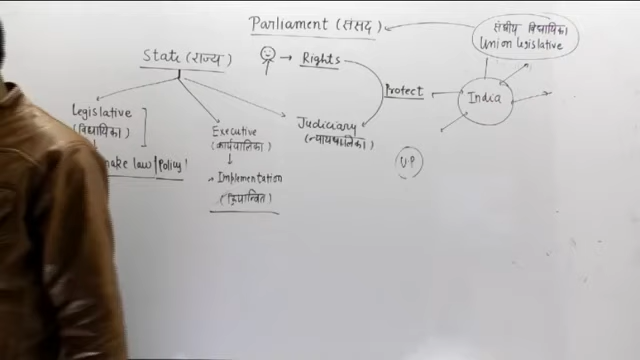 Parliament (संसद)
संघीय विधायिका
Union legislative
State (राज्य)
Rights
Protect
India
Legislative
(विधायिका)
make law/Policy
Executive
(कार्यपालिका)
Implementation
(क्रियान्वित)
Judiciary
(न्यायपालिका)
U.P